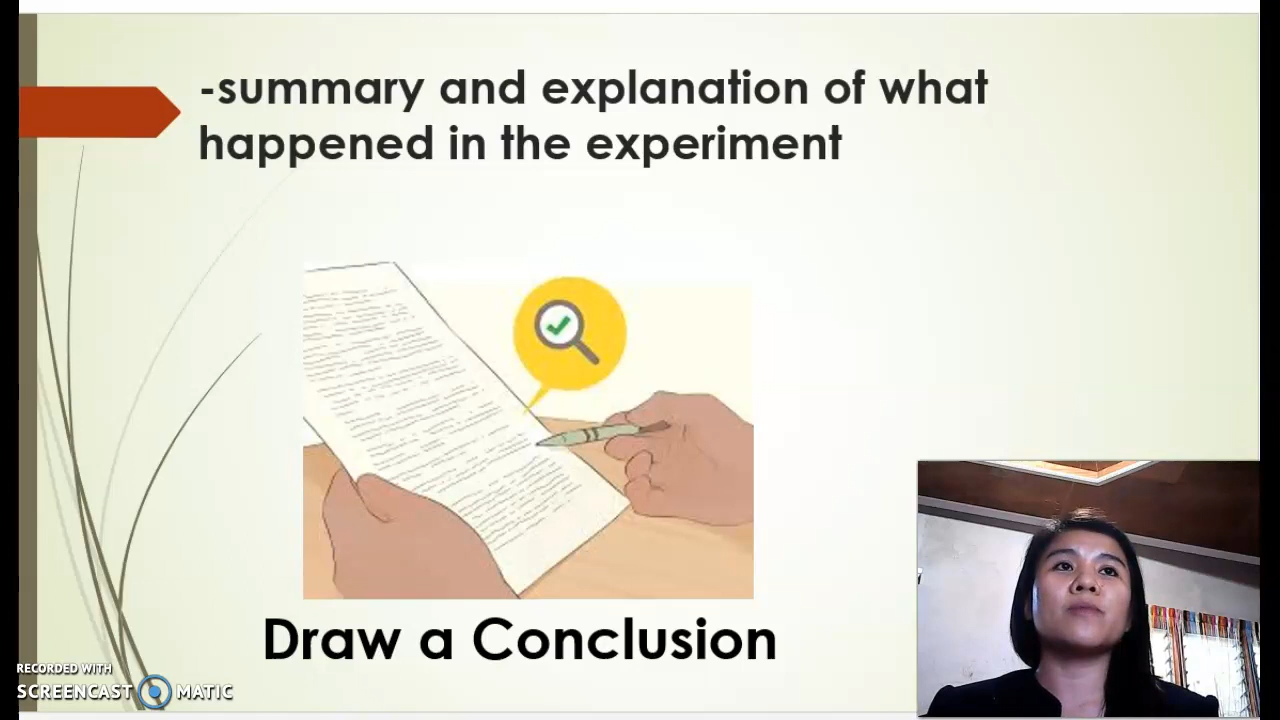 -summary and explanation of what
happened in the experiment
Draw a Conclusion
RECORDED WITH
SCREENCAST MATIC